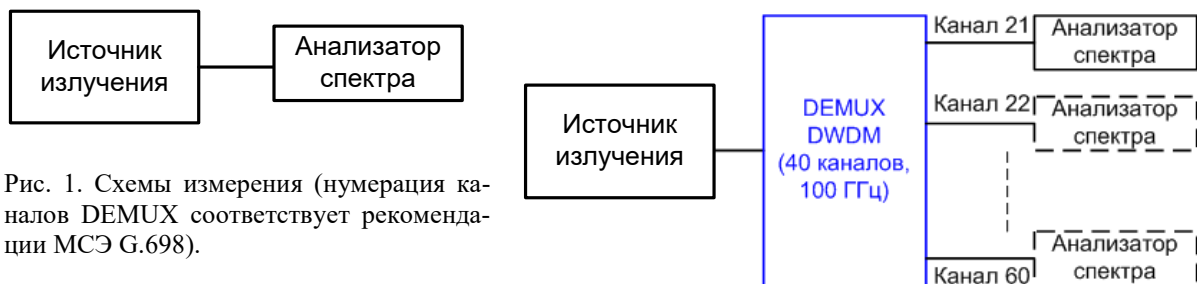 Источник
излучения
Анализатор
спектра
Рис. 1. Схемы измерения (нумерация ка-
налов DEMUX соответствует рекоменда-
ции МСЭ G.698).
Источник
излучения
DEMUX
DWDM
(40 каналов,
100 ГГц)
Канал 21
Анализатор
спектра
Канал 22
Анализатор
спектра
Канал 60
Анализатор
спектра